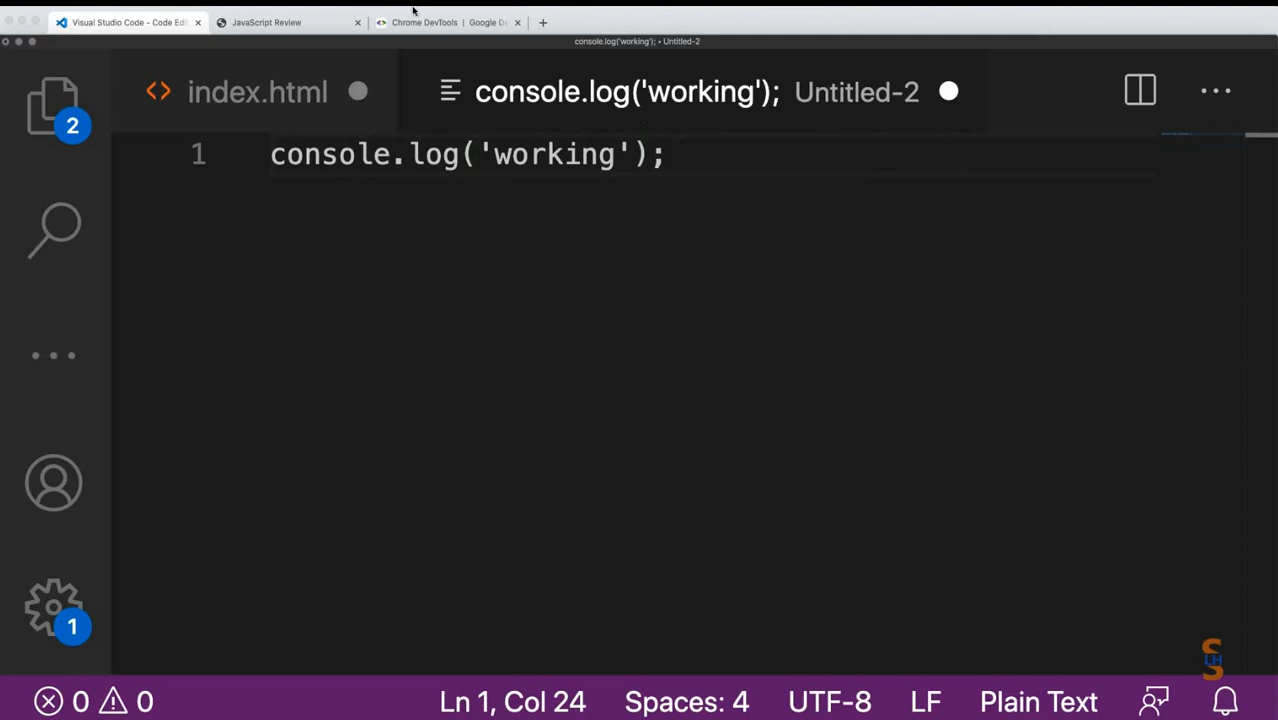 Visual Studio Code - Code Edi
JavaScript Review
Chrome DevTools | Google De
console.log('working'); • Untitled-2
index.html
console.log('working'); Untitled-2
2
1 console.log('working');
1
S
LH
S
0 0
Ln 1, Col 24
Spaces: 4
UTF-8
LF
Plain Text